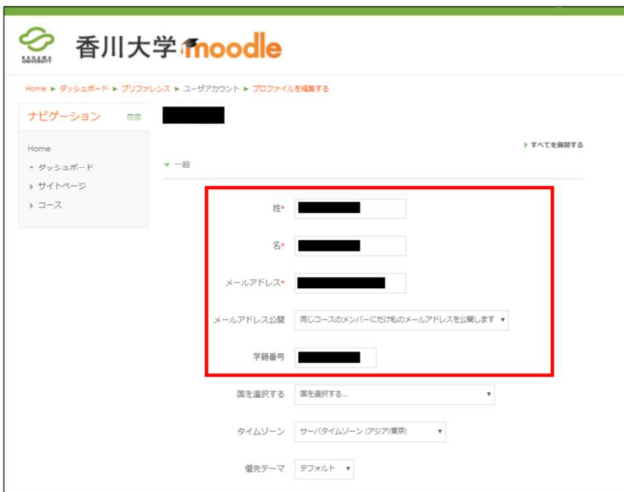 KAGAWA
UNIVERSITY
香川大学 moodle
Home ► ダッシュボード ► プリファレンス ► ユーザアカウント ► プロファイルを編集する
ナビゲーション
Home
ダッシュボード
サイトページ
コース
すべてを展開する
一般
姓*
名*
メールアドレス*
メールアドレス公開 同じコースのメンバーにだけ私のメールアドレスを公開します
学籍番号
国を選択する 国を選択する...
タイムゾーン サーバタイムゾーン (アジア/東京)
優先テーマ デフォルト